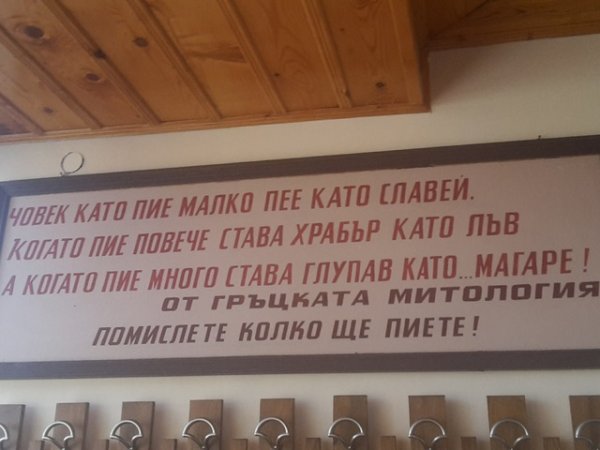 ЧОВЕК КАТО ПИЕ МАЛКО ПЕЕ КАТО СЛАВЕЙ.
КОГАТО ПИЕ ПОВЕЧЕ СТАВА ХРАБЪР КАТО ЛЪВ
А КОГАТО ПИЕ МНОГО СТАВА ГЛУПАВ КАТО...МАГАРЕ!
ОТ ГРЪЦКАТА МИТОЛОГИЯ
ПОМИСЛЕТЕ КОЛКО ЩЕ ПИЕТЕ!